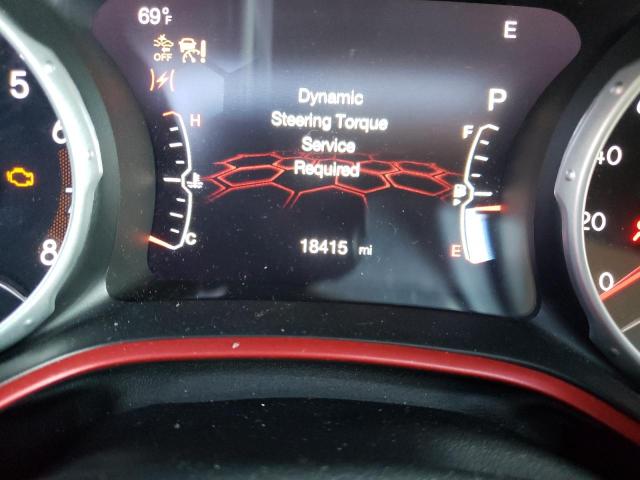 69°F
E
OFF
P
Dynamic
Steering Torque
Service
Required
H
C
F
E
18415 mi
5
6
8
40
20
0